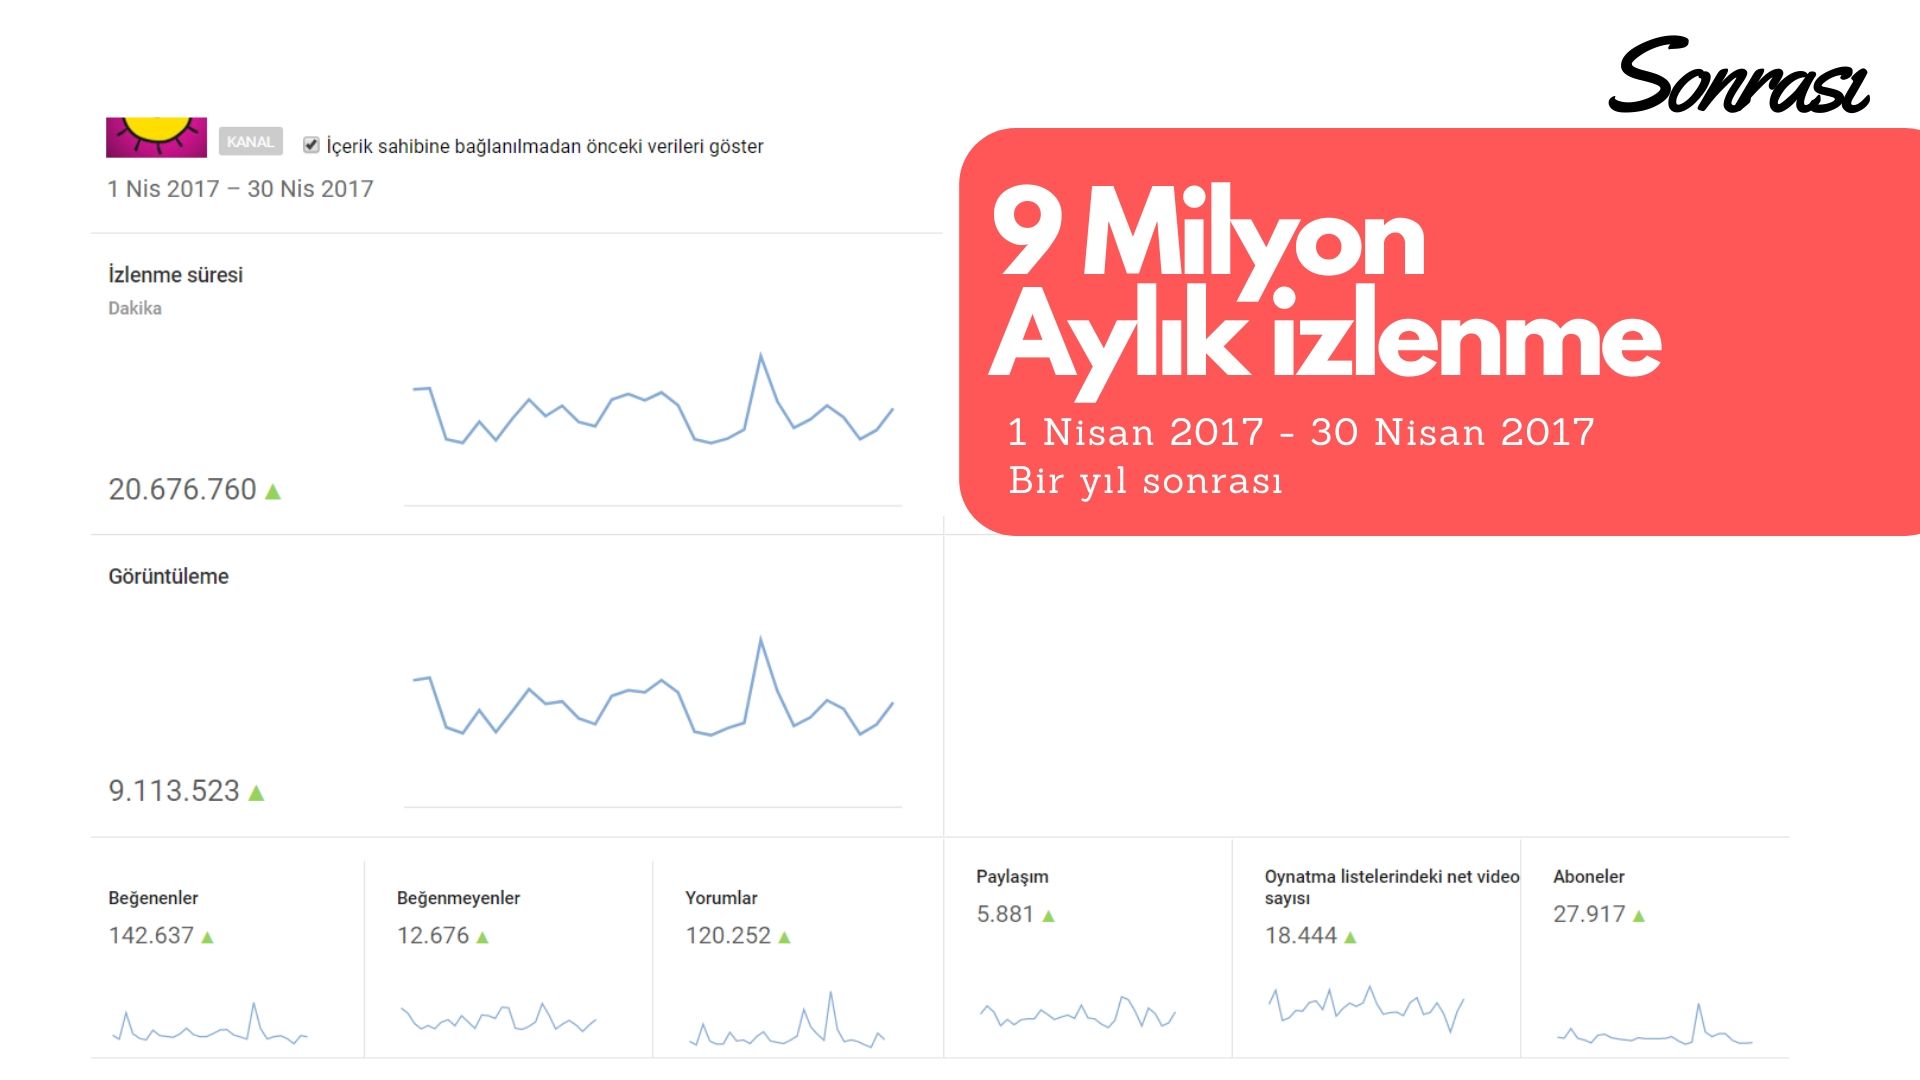 Sonrası
KANAL
İçerik sahibine bağlanılmadan önceki verileri göster
1 Nis 2017 – 30 Nis 2017
9 Milyon
Aylık izlenme
1 Nisan 2017 - 30 Nisan 2017
Bir yıl sonrası
İzlenme süresi
Dakika
20.676.760
Görüntüleme
9.113.523
Beğenenler
142.637
Beğenmeyenler
12.676
Yorumlar
120.252
Paylaşım
5.881
Oynatma listelerindeki net video
sayısı
18.444
Aboneler
27.917